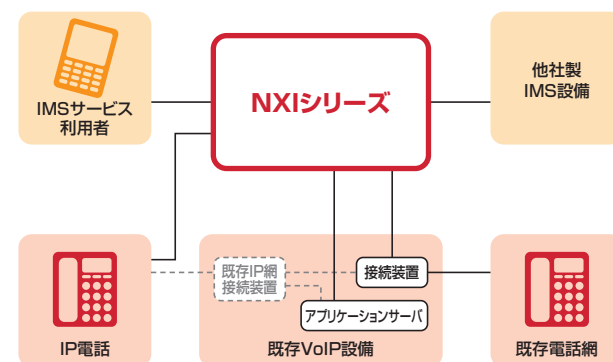 IMSサービス
利用者
NXIシリーズ
他社製
IMS設備
既存IP網
接続装置
接続装置
アプリケーションサーバ
IP電話
既存VoIP設備
既存電話網